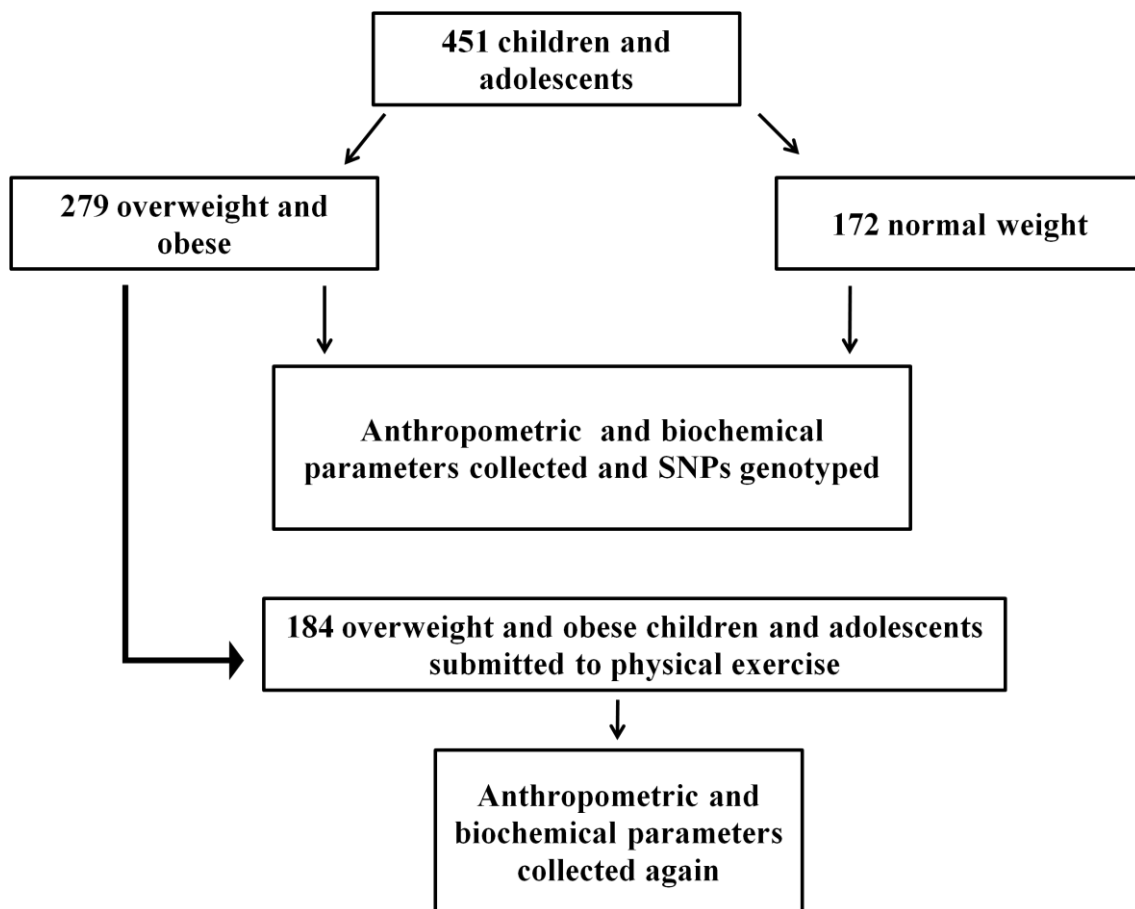 451 children and
adolescents
279 overweight and
obese
172 normal weight
Anthropometric and biochemical
parameters collected and SNPs genotyped
184 overweight and obese children and adolescents
submitted to physical exercise
Anthropometric and
biochemical parameters
collected again